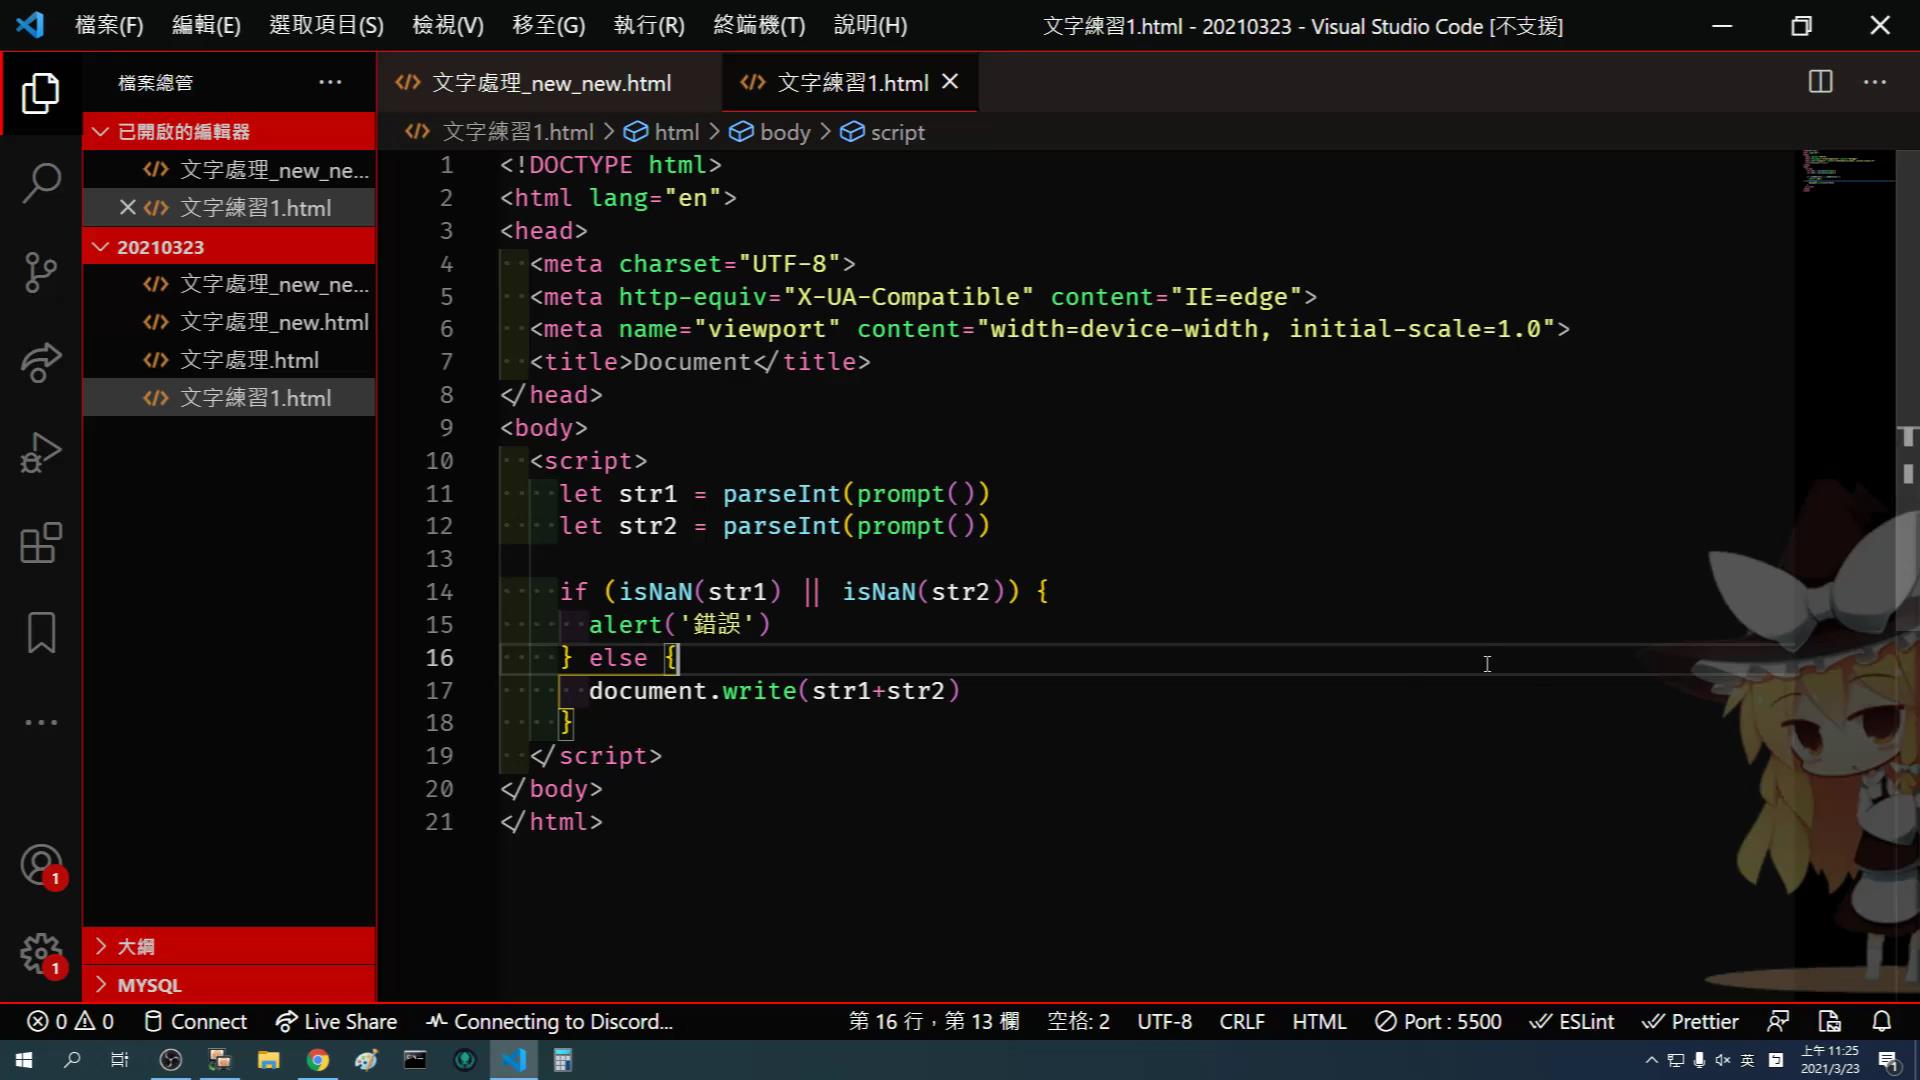 檔案(F) 編輯(E) 選取項目(S) 檢視(V) 移至(G) 執行(R) 終端機(T) 說明(H) 文字練習1.html - 20210323 - Visual Studio Code [不支援]
檔案總管
已開啟的編輯器
文字處理_new_ne...
文字練習1.html
20210323
文字處理_new_ne...
文字處理_new.html
文字處理.html
文字練習1.html
大綱
MYSQL
1
1
文字處理_new_new.html 文字練習1.html
文字練習1.html > html > body > script
1 <!DOCTYPE html>
2 <html lang="en">
3 <head>
4 <meta charset="UTF-8">
5 <meta http-equiv="X-UA-Compatible" content="IE=edge">
6 <meta name="viewport" content="width=device-width, initial-scale=1.0">
7 <title>Document</title>
8 </head>
9 <body>
10 <script>
11 let str1 = parseInt(prompt())
12 let str2 = parseInt(prompt())
13
14 if (isNaN(str1) || isNaN(str2)) {
15 alert('錯誤')
16 } else {
17 document.write(str1+str2)
18 }
19 </script>
20 </body>
21 </html>
0 0 Connect Live Share Connecting to Discord... 第 16 行，第 13 欄 空格: 2 UTF-8 CRLF HTML Port : 5500 ESLint Prettier
英 上午 11:25
2021/3/23
1